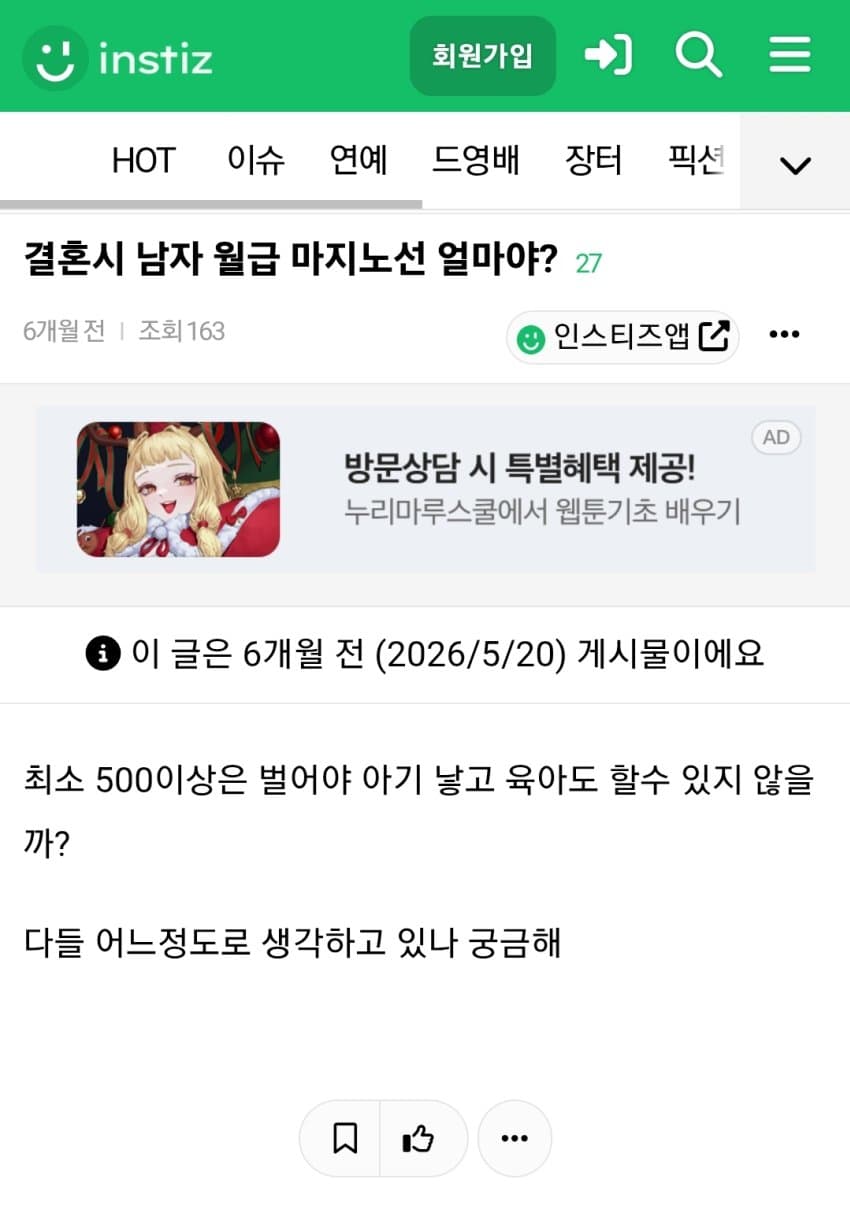 instiz
회원가입
HOT 이슈 연예 드영배 장터 픽션
결혼시 남자 월급 마지노선 얼마야? 27
6개월 전 | 조회 163
인스티즈앱
AD
방문상담 시 특별혜택 제공!
누리마루스쿨에서 웹툰기초 배우기
이 글은 6개월 전 (2026/5/20) 게시물이에요
최소 500이상은 벌어야 아기 낳고 육아도 할수 있지 않을
까?
다들 어느정도로 생각하고 있나 궁금해